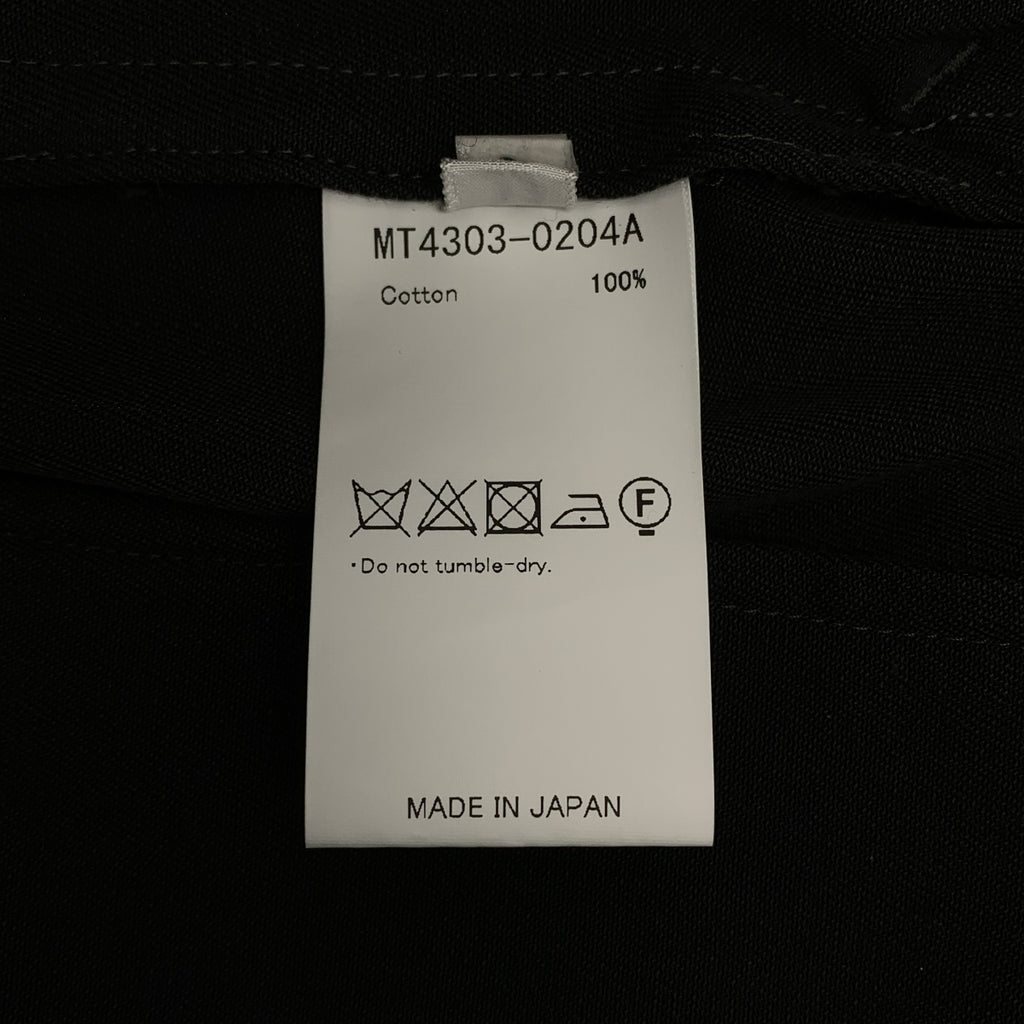 MT4303-0204A
Cotton 100%
F
･Do not tumble-dry.
MADE IN JAPAN